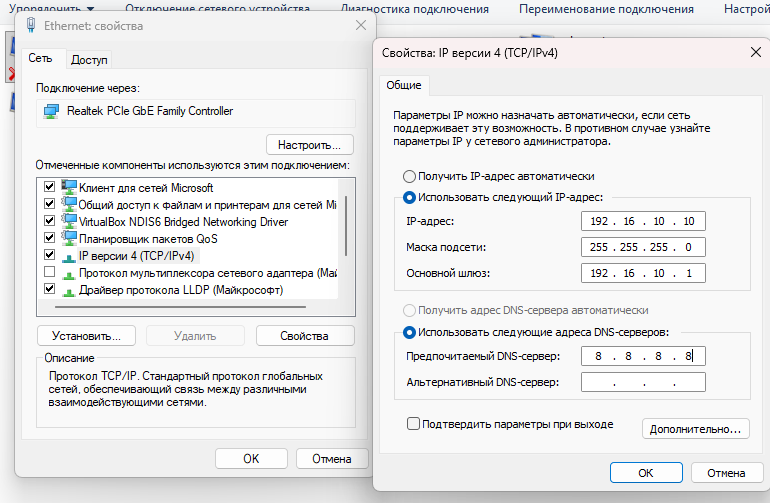 Упорядочить
Отключение сетевого устройства
Диагностика подключения
Переименование подключения
Настрой
Ethernet: свойства
Сеть
Доступ
Подключение через:
Realtek PCIe GbE Family Controller
Настроить...
Отмеченные компоненты используются этим подключением:
Клиент для сетей Microsoft
Общий доступ к файлам и принтерам для сетей Mi
VirtualBox NDIS6 Bridged Networking Driver
Планировщик пакетов QoS
IP версии 4 (TCP/IPv4)
Протокол мультиплексора сетевого адаптера (Май
Драйвер протокола LLDP (Майкрософт)
Установить...
Удалить
Свойства
Описание
Протокол TCP/IP. Стандартный протокол глобальных
сетей, обеспечивающий связь между различными
взаимодействующими сетями.
OK
Отмена
Свойства: IP версии 4 (TCP/IPv4)
Общие
Параметры IP можно назначать автоматически, если сеть
поддерживает эту возможность. В противном случае узнайте
параметры IP у сетевого администратора.
Получить IP-адрес автоматически
Использовать следующий IP-адрес:
IP-адрес:
192 . 16 . 10 . 10
Маска подсети:
255 . 255 . 255 . 0
Основной шлюз:
192 . 16 . 10 . 1
Получить адрес DNS-сервера автоматически
Использовать следующие адреса DNS-серверов:
Предпочитаемый DNS-сервер:
8 . 8 . 8 . 8
Альтернативный DNS-сервер:
. . .
Подтвердить параметры при выходе
Дополнительно...
OK
Отмена